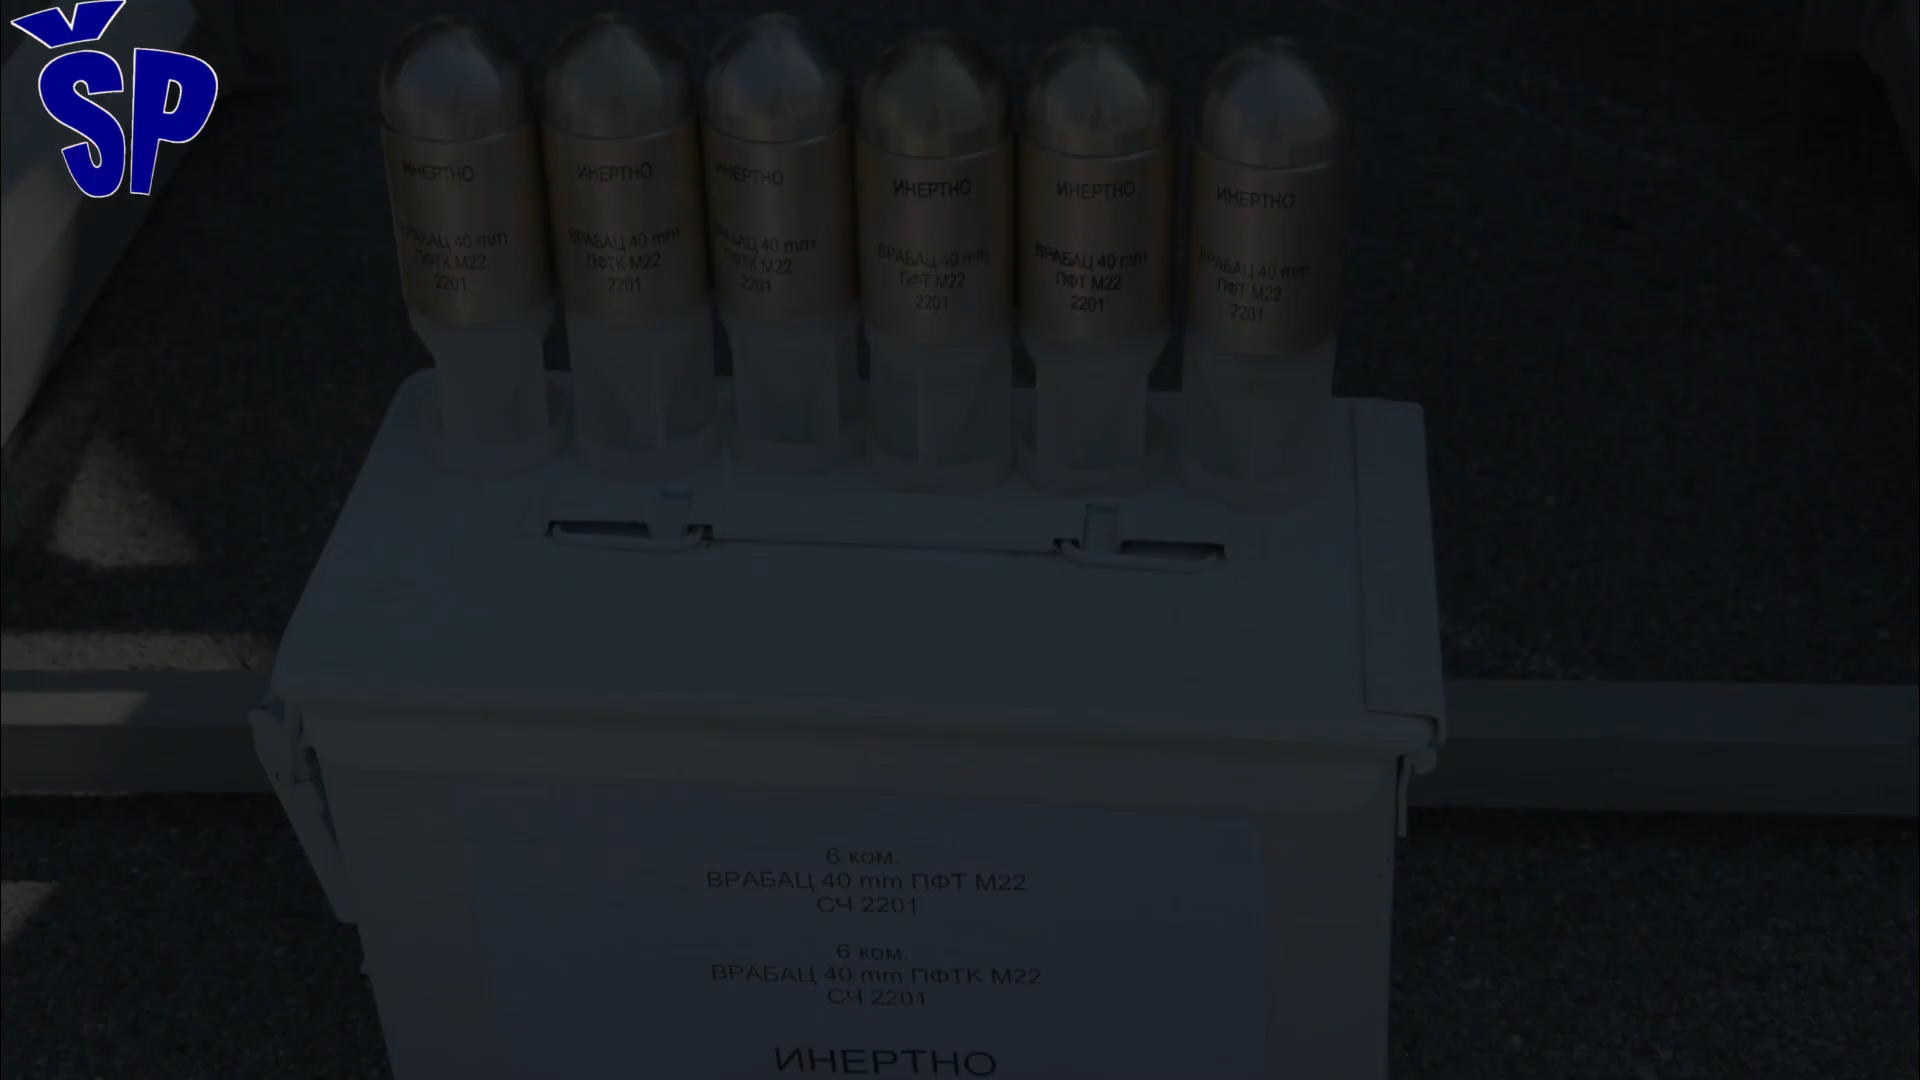 ŠP
ИНЕРТНО
ВРАБАЦ 40 mm
ПФТК М22
2201
ИНЕРТНО
ВРАБАЦ 40 mm
ПФТК М22
2201
ИНЕРТНО
ВРАБАЦ 40 mm
ПФТК М22
2201
ИНЕРТНО
ВРАБАЦ 40 mm
ПФТ М22
2201
ИНЕРТНО
ВРАБАЦ 40 mm
ПФТ М22
2201
ИНЕРТНО
ВРАБАЦ 40 mm
ПФТ М22
2201
6 ком.
ВРАБАЦ 40 mm ПФТ М22
СЧ 2201
6 ком.
ВРАБАЦ 40 mm ПФТК М22
СЧ 2201
ИНЕРТНО